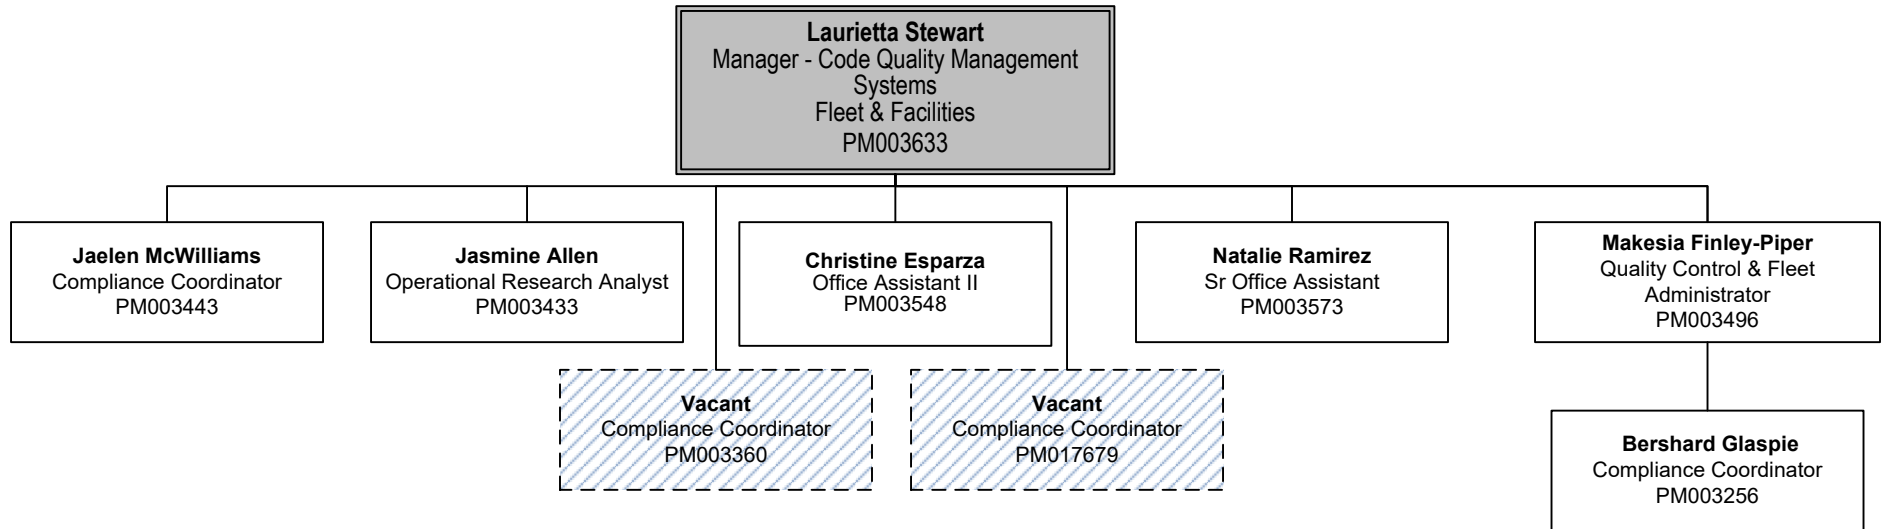 Laurietta Stewart
Manager - Code Quality Management
Systems
Fleet & Facilities
PM003633
Jaelen McWilliams
Compliance Coordinator
PM003443
Jasmine Allen
Operational Research Analyst
PM003433
Christine Esparza
Office Assistant II
PM003548
Natalie Ramirez
Sr Office Assistant
PM003573
Makesia Finley-Piper
Quality Control & Fleet
Administrator
PM003496
Vacant
Compliance Coordinator
PM003360
Vacant
Compliance Coordinator
PM017679
Bershard Glaspie
Compliance Coordinator
PM003256